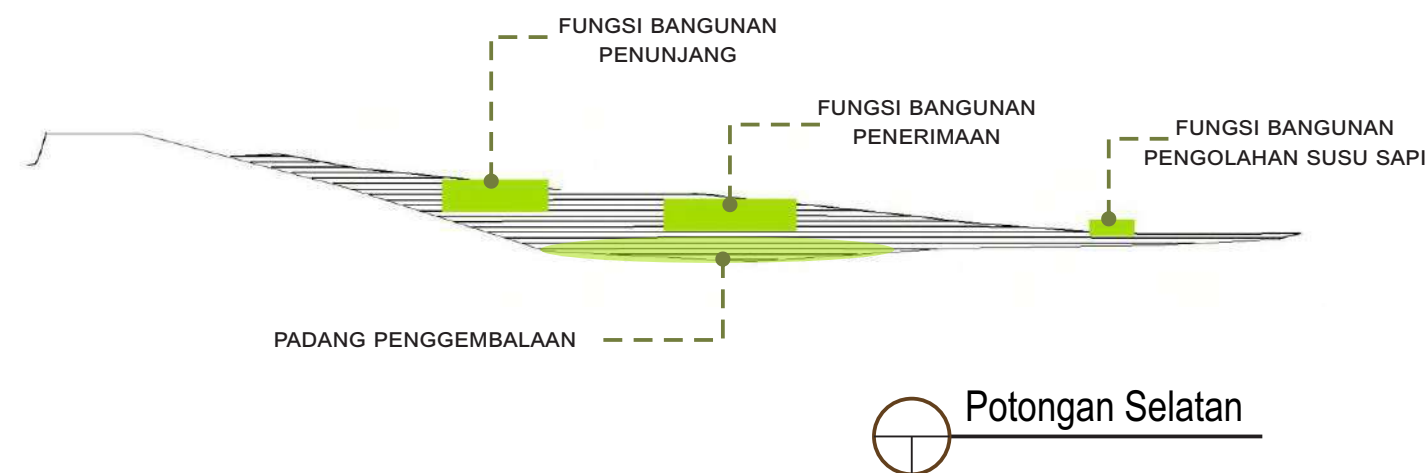 FUNGSI BANGUNAN
PENUNJANG
FUNGSI BANGUNAN
PENERIMAAN
FUNGSI BANGUNAN
PENGOLAHAN SUSU SAPI
PADANG PENGGEMBALAAN
Potongan Selatan